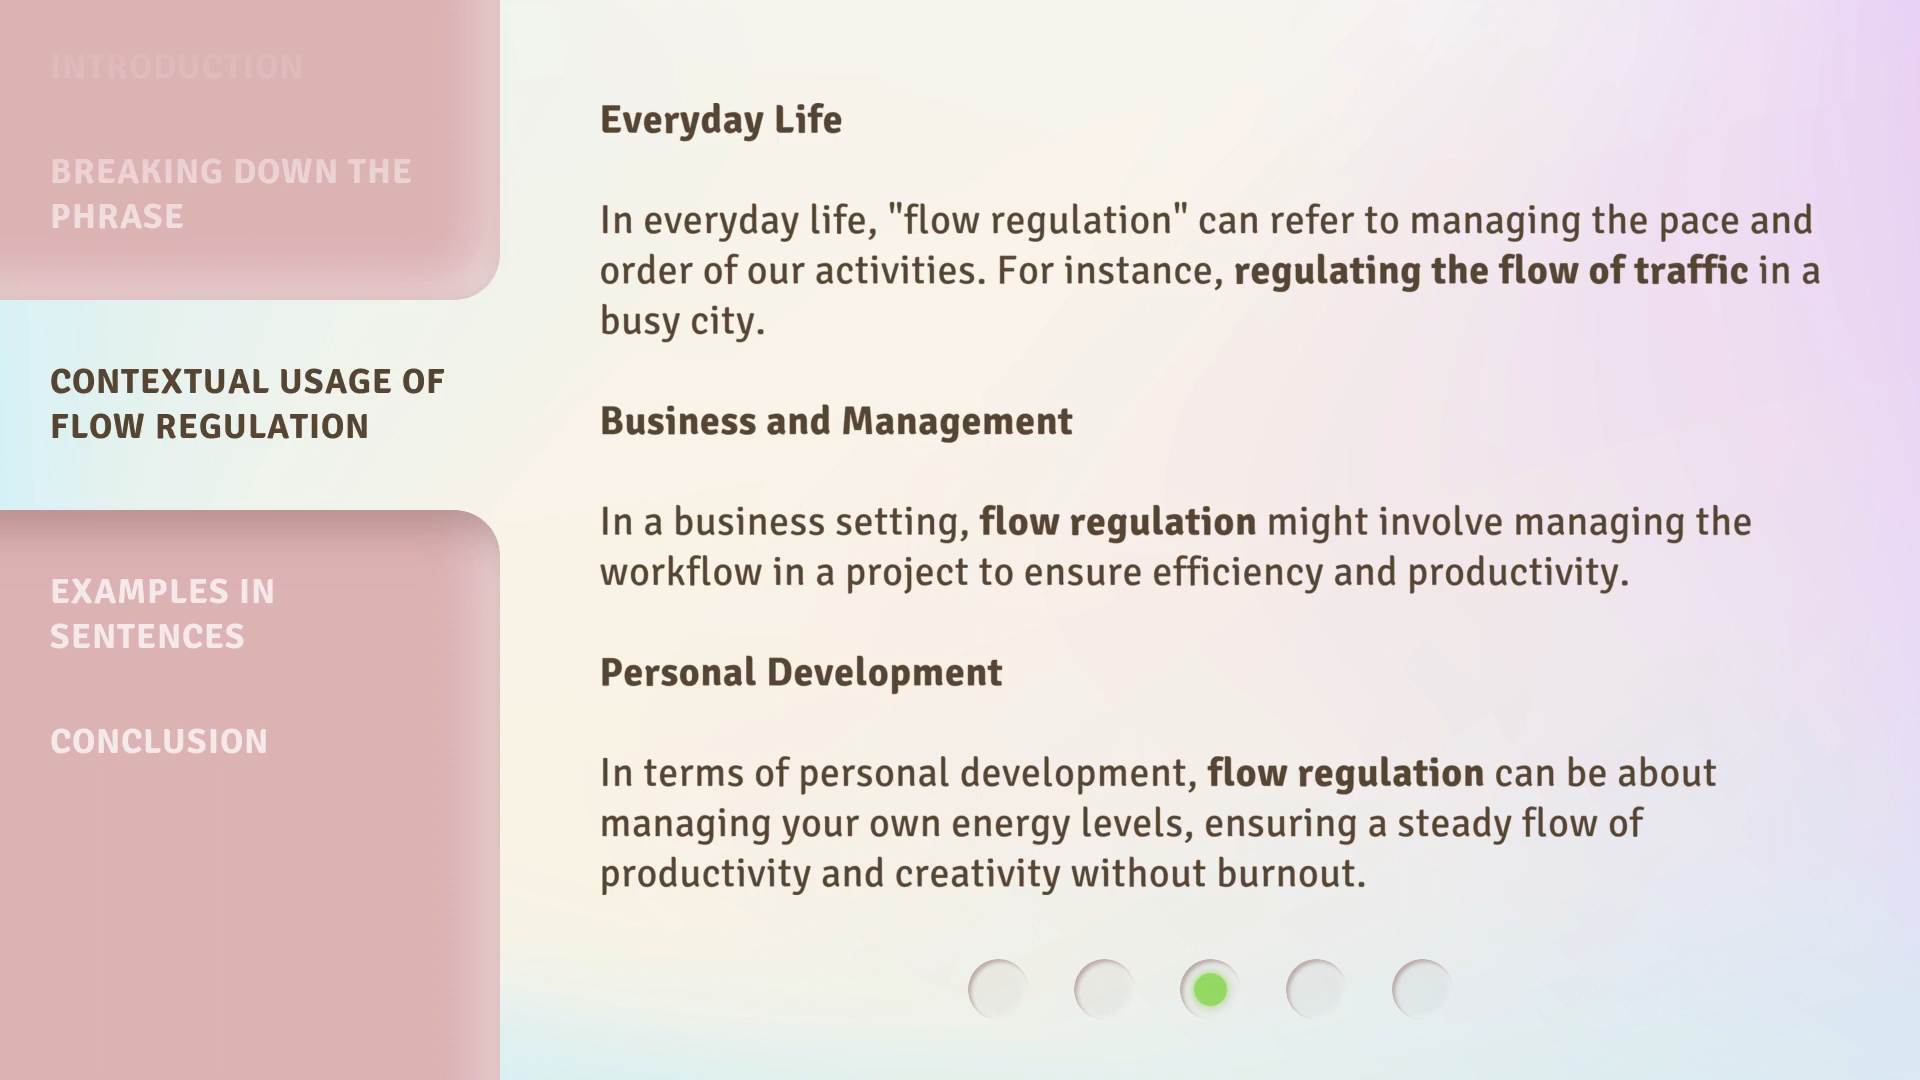 INTRODUCTION
BREAKING DOWN THE
PHRASE
CONTEXTUAL USAGE OF
FLOW REGULATION
EXAMPLES IN
SENTENCES
CONCLUSION
Everyday Life
In everyday life, "flow regulation" can refer to managing the pace and
order of our activities. For instance, regulating the flow of traffic in a
busy city.
Business and Management
In a business setting, flow regulation might involve managing the
workflow in a project to ensure efficiency and productivity.
Personal Development
In terms of personal development, flow regulation can be about
managing your own energy levels, ensuring a steady flow of
productivity and creativity without burnout.